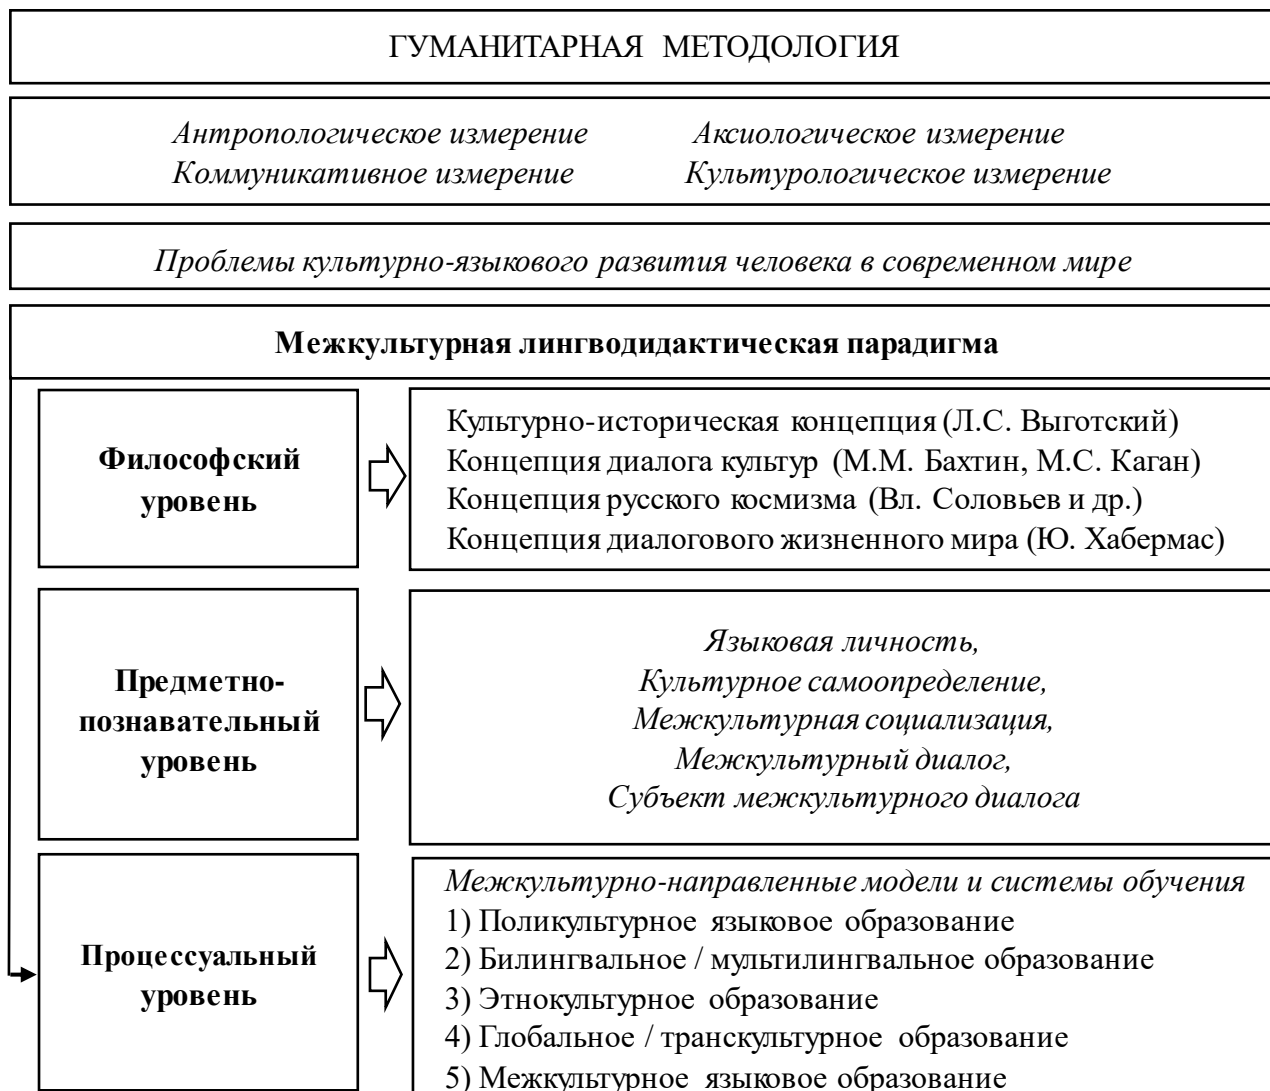 ГУМАНИТАРНАЯ МЕТОДОЛОГИЯ
Антропологическое измерение Аксиологическое измерение
Коммуникативное измерение Культурологическое измерение
Проблемы культурно-языкового развития человека в современном мире
Межкультурная лингводидактическая парадигма
Философский
уровень
Культурно-историческая концепция (Л.С. Выготский)
Концепция диалога культур (М.М. Бахтин, М.С. Каган)
Концепция русского космизма (Вл. Соловьев и др.)
Концепция диалогового жизненного мира (Ю. Хабермас)
Предметно-
познавательный
уровень
Языковая личность,
Культурное самоопределение,
Межкультурная социализация,
Межкультурный диалог,
Субъект межкультурного диалога
Процессуальный
уровень
Межкультурно-направленные модели и системы обучения
1) Поликультурное языковое образование
2) Билингвальное / мультилингвальное образование
3) Этнокультурное образование
4) Глобальное / транскультурное образование
5) Межкультурное языковое образование